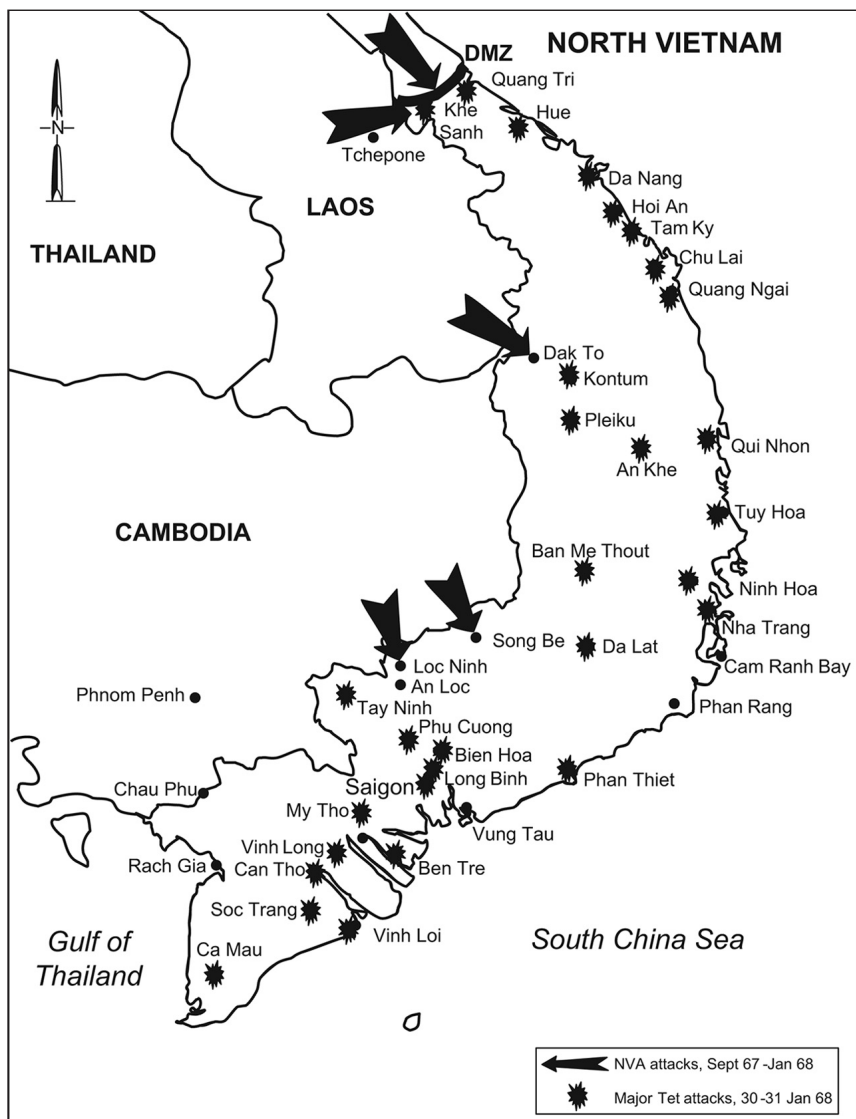 NORTH VIETNAM
DMZ
Quang Tri
Khe
Sanh
Hue
Tchepone
Da Nang
LAOS
Hoi An
Tam Ky
THAILAND
Chu Lai
Quang Ngai
N
Dak To
Kontum
Pleiku
Qui Nhon
An Khe
Tuy Hoa
CAMBODIA
Ban Me Thout
Ninh Hoa
Nha Trang
Song Be
Da Lat
Loc Ninh
Cam Ranh Bay
An Loc
Phnom Penh
Tay Ninh
Phan Rang
Phu Cuong
Bien Hoa
Long Binh
Phan Thiet
Saigon
Chau Phu
My Tho
Vung Tau
Vinh Long
Rach Gia
Can Tho
Ben Tre
Soc Trang
Vinh Loi
Gulf of
Thailand
Ca Mau
South China Sea
NVA attacks, Sept 67 -Jan 68
Major Tet attacks, 30 -31 Jan 68